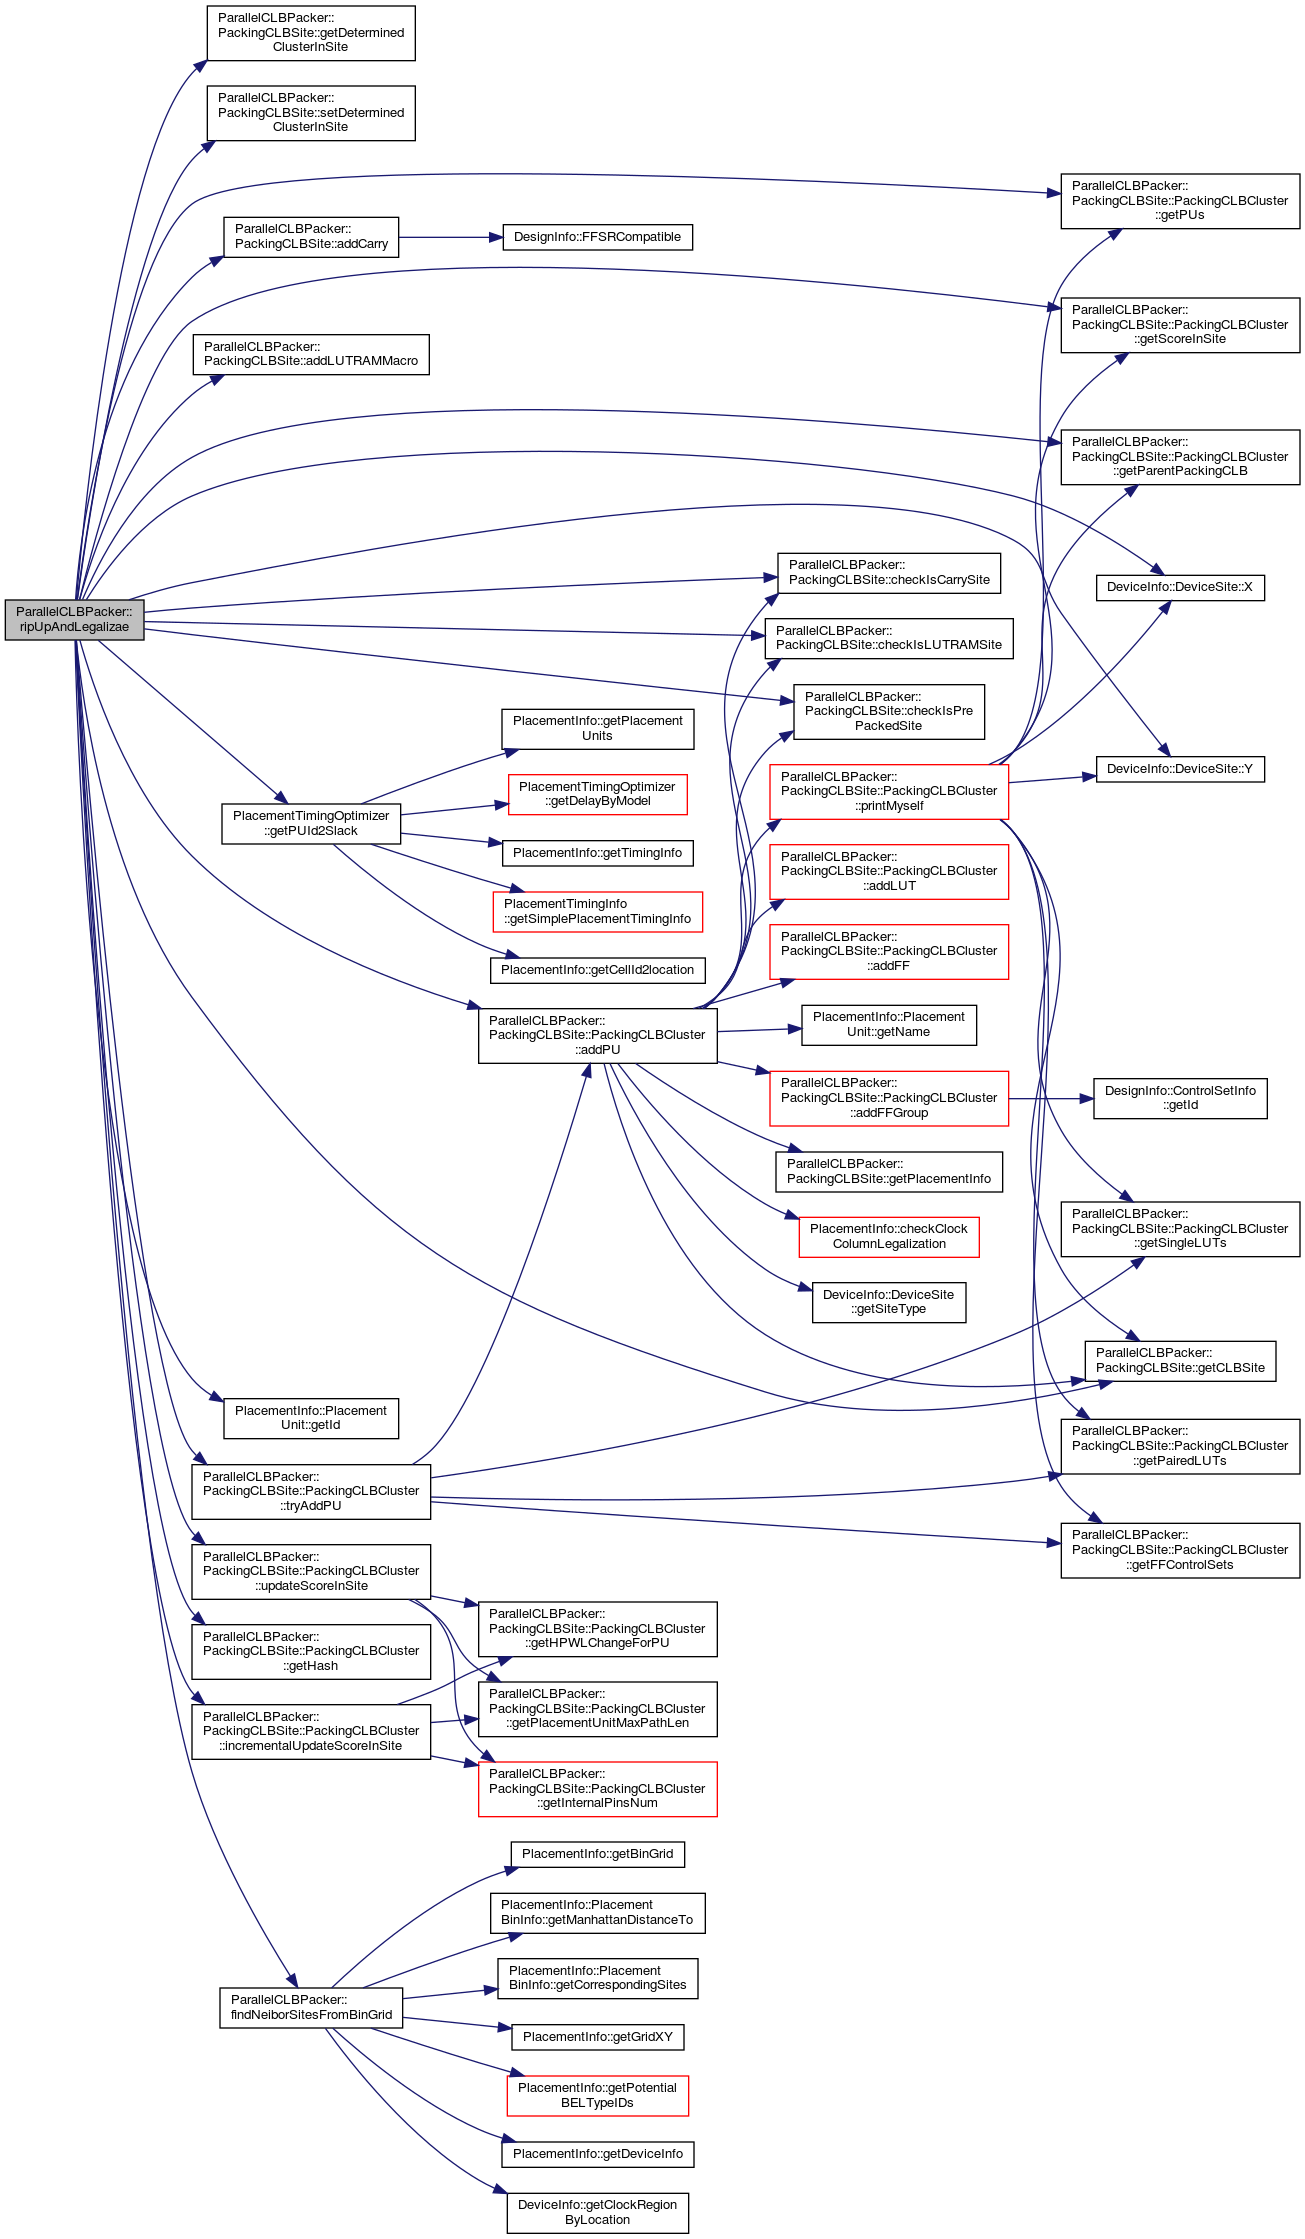 ParallelCLBPacker::
ripUpAndLegalizae
ParallelCLBPacker::
PackingCLBSite::getDetermined
ClusterInSite
ParallelCLBPacker::
PackingCLBSite::setDetermined
ClusterInSite
ParallelCLBPacker::
PackingCLBSite::addCarry
DesignInfo::FFSRCompatible
ParallelCLBPacker::
PackingCLBSite::addLUTRAMMacro
ParallelCLBPacker::
PackingCLBSite::PackingCLBCluster
::getPUs
ParallelCLBPacker::
PackingCLBSite::PackingCLBCluster
::getScoreInSite
ParallelCLBPacker::
PackingCLBSite::PackingCLBCluster
::getParentPackingCLB
DeviceInfo::DeviceSite::X
DeviceInfo::DeviceSite::Y
ParallelCLBPacker::
PackingCLBSite::checkIsCarrySite
ParallelCLBPacker::
PackingCLBSite::checkIsLUTRAMSite
ParallelCLBPacker::
PackingCLBSite::checkIsPre
PackedSite
PlacementTimingOptimizer
::getPUId2Slack
PlacementInfo::getPlacement
Units
PlacementTimingOptimizer
::getDelayByModel
PlacementInfo::getTimingInfo
PlacementTimingInfo
::getSimplePlacementTimingInfo
PlacementInfo::getCellId2location
ParallelCLBPacker::
PackingCLBSite::PackingCLBCluster
::addPU
ParallelCLBPacker::
PackingCLBSite::PackingCLBCluster
::printMyself
ParallelCLBPacker::
PackingCLBSite::PackingCLBCluster
::addLUT
ParallelCLBPacker::
PackingCLBSite::PackingCLBCluster
::addFF
PlacementInfo::Placement
Unit::getName
ParallelCLBPacker::
PackingCLBSite::PackingCLBCluster
::addFFGroup
DesignInfo::ControlSetInfo
::getId
ParallelCLBPacker::
PackingCLBSite::getPlacementInfo
PlacementInfo::checkClock
ColumnLegalization
DeviceInfo::DeviceSite
::getSiteType
ParallelCLBPacker::
PackingCLBSite::PackingCLBCluster
::getSingleLUTs
ParallelCLBPacker::
PackingCLBSite::getCLBSite
ParallelCLBPacker::
PackingCLBSite::PackingCLBCluster
::getPairedLUTs
ParallelCLBPacker::
PackingCLBSite::PackingCLBCluster
::getFFControlSets
PlacementInfo::Placement
Unit::getId
ParallelCLBPacker::
PackingCLBSite::PackingCLBCluster
::tryAddPU
ParallelCLBPacker::
PackingCLBSite::PackingCLBCluster
::updateScoreInSite
ParallelCLBPacker::
PackingCLBSite::PackingCLBCluster
::getHash
ParallelCLBPacker::
PackingCLBSite::PackingCLBCluster
::incrementalUpdateScoreInSite
ParallelCLBPacker::
PackingCLBSite::PackingCLBCluster
::getHPWLChangeForPU
ParallelCLBPacker::
PackingCLBSite::PackingCLBCluster
::getPlacementUnitMaxPathLen
ParallelCLBPacker::
PackingCLBSite::PackingCLBCluster
::getInternalPinsNum
ParallelCLBPacker::
findNeiborSitesFromBinGrid
PlacementInfo::getBinGrid
PlacementInfo::Placement
BinInfo::getManhattanDistanceTo
PlacementInfo::Placement
BinInfo::getCorrespondingSites
PlacementInfo::getGridXY
PlacementInfo::getPotential
BELTypeIDs
PlacementInfo::getDeviceInfo
DeviceInfo::getClockRegion
ByLocation